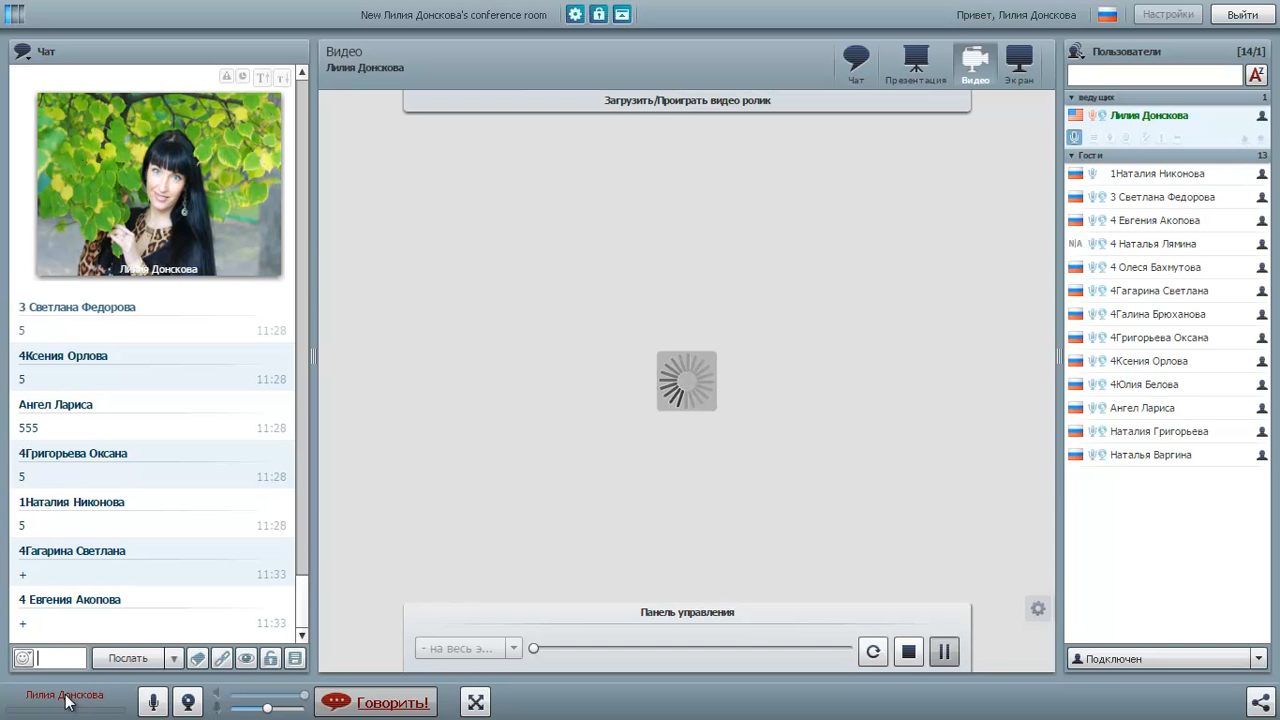 New Лилия Донскова's conference room
Привет, Лилия Донскова
Настройки
Выйти
Чат
T↑ T↓
Лилия Донскова
3 Светлана Федорова
5 11:28
4Ксения Орлова
5 11:28
Ангел Лариса
555 11:28
4Григорьева Оксана
5 11:28
1Наталия Никонова
5 11:28
4Гагарина Светлана
+ 11:33
4 Евгения Акопова
+ 11:33
Послать
Видео
Лилия Донскова
Чат
Презентация
Видео
Экран
Загрузить/Проиграть видео ролик
Панель управления
- на весь э...
Пользователи [14/1]
AZ
ведущих 1
Лилия Донскова
Гости 13
1Наталия Никонова
3 Светлана Федорова
4 Евгения Акопова
N|A 4 Наталья Лямина
4 Олеся Бахмутова
4Гагарина Светлана
4Галина Брюханова
4Григорьева Оксана
4Ксения Орлова
4Юлия Белова
Ангел Лариса
Наталия Григорьева
Наталья Варгина
Подключен
Лилия Донскова
Говорить!